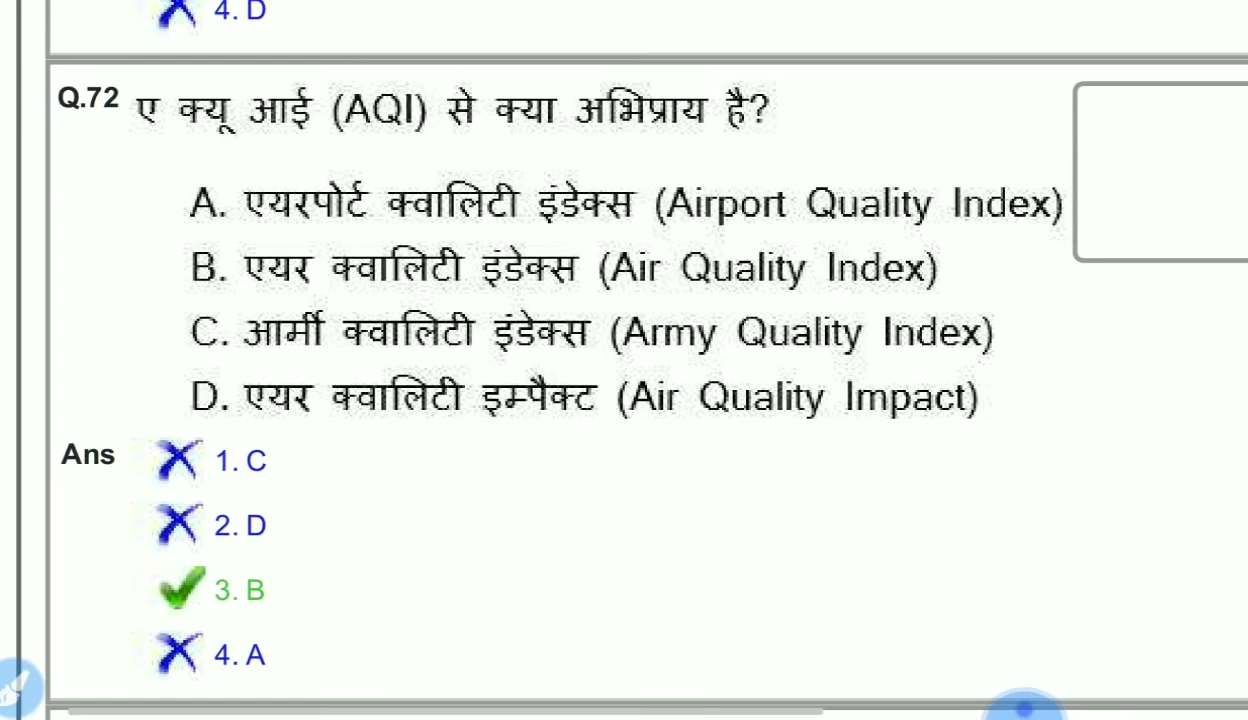 4. D
Q.72 ए क्यू आई (AQI) से क्या अभिप्राय है?
A. एयरपोर्ट क्वालिटी इंडेक्स (Airport Quality Index)
B. एयर क्वालिटी इंडेक्स (Air Quality Index)
C. आर्मी क्वालिटी इंडेक्स (Army Quality Index)
D. एयर क्वालिटी इम्पैक्ट (Air Quality Impact)
Ans 1. C
2. D
3. B
4. A